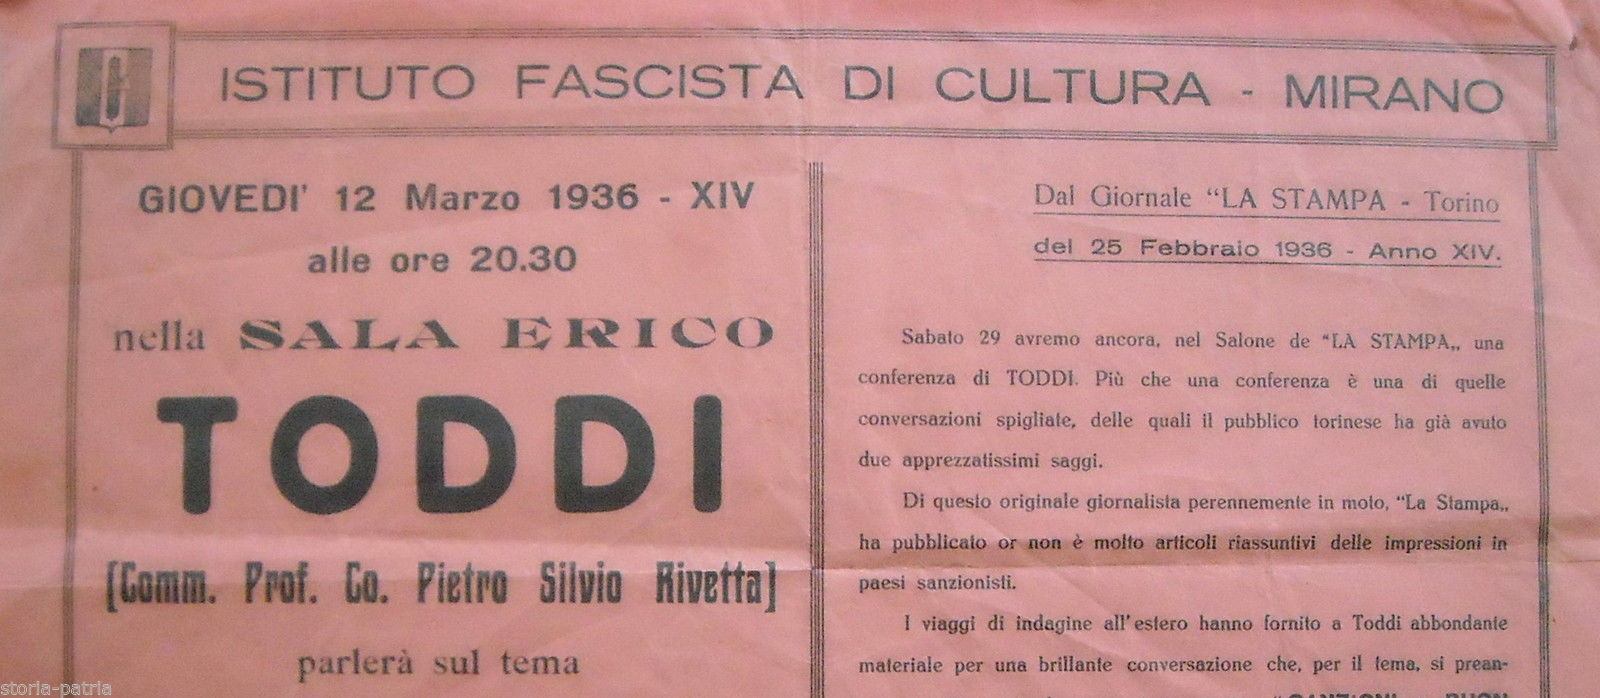 ISTITUTO FASCISTA DI CULTURA - MIRANO
GIOVEDI' 12 Marzo 1936 - XIV
alle ore 20.30
nella SALA ERICO
TODDI
[Comm. Prof. Co. Pietro Silvio Rivetta]
parlerà sul tema
Dal Giornale "LA STAMPA - Torino
del 25 Febbraio 1936 - Anno XIV.
Sabato 29 avremo ancora, nel Salone de "LA STAMPA„ una
conferenza di TODDI. Più che una conferenza è una di quelle
conversazioni spigliate, delle quali il pubblico torinese ha già avuto
due apprezzatissimi saggi.
Di questo originale giornalista perennemente in moto, "La Stampa„
ha pubblicato or non è molto articoli riassuntivi delle impressioni in
paesi sanzionisti.
I viaggi di indagine all'estero hanno fornito a Toddi abbondante
materiale per una brillante conversazione che, per il tema, si prean-
storia-patria